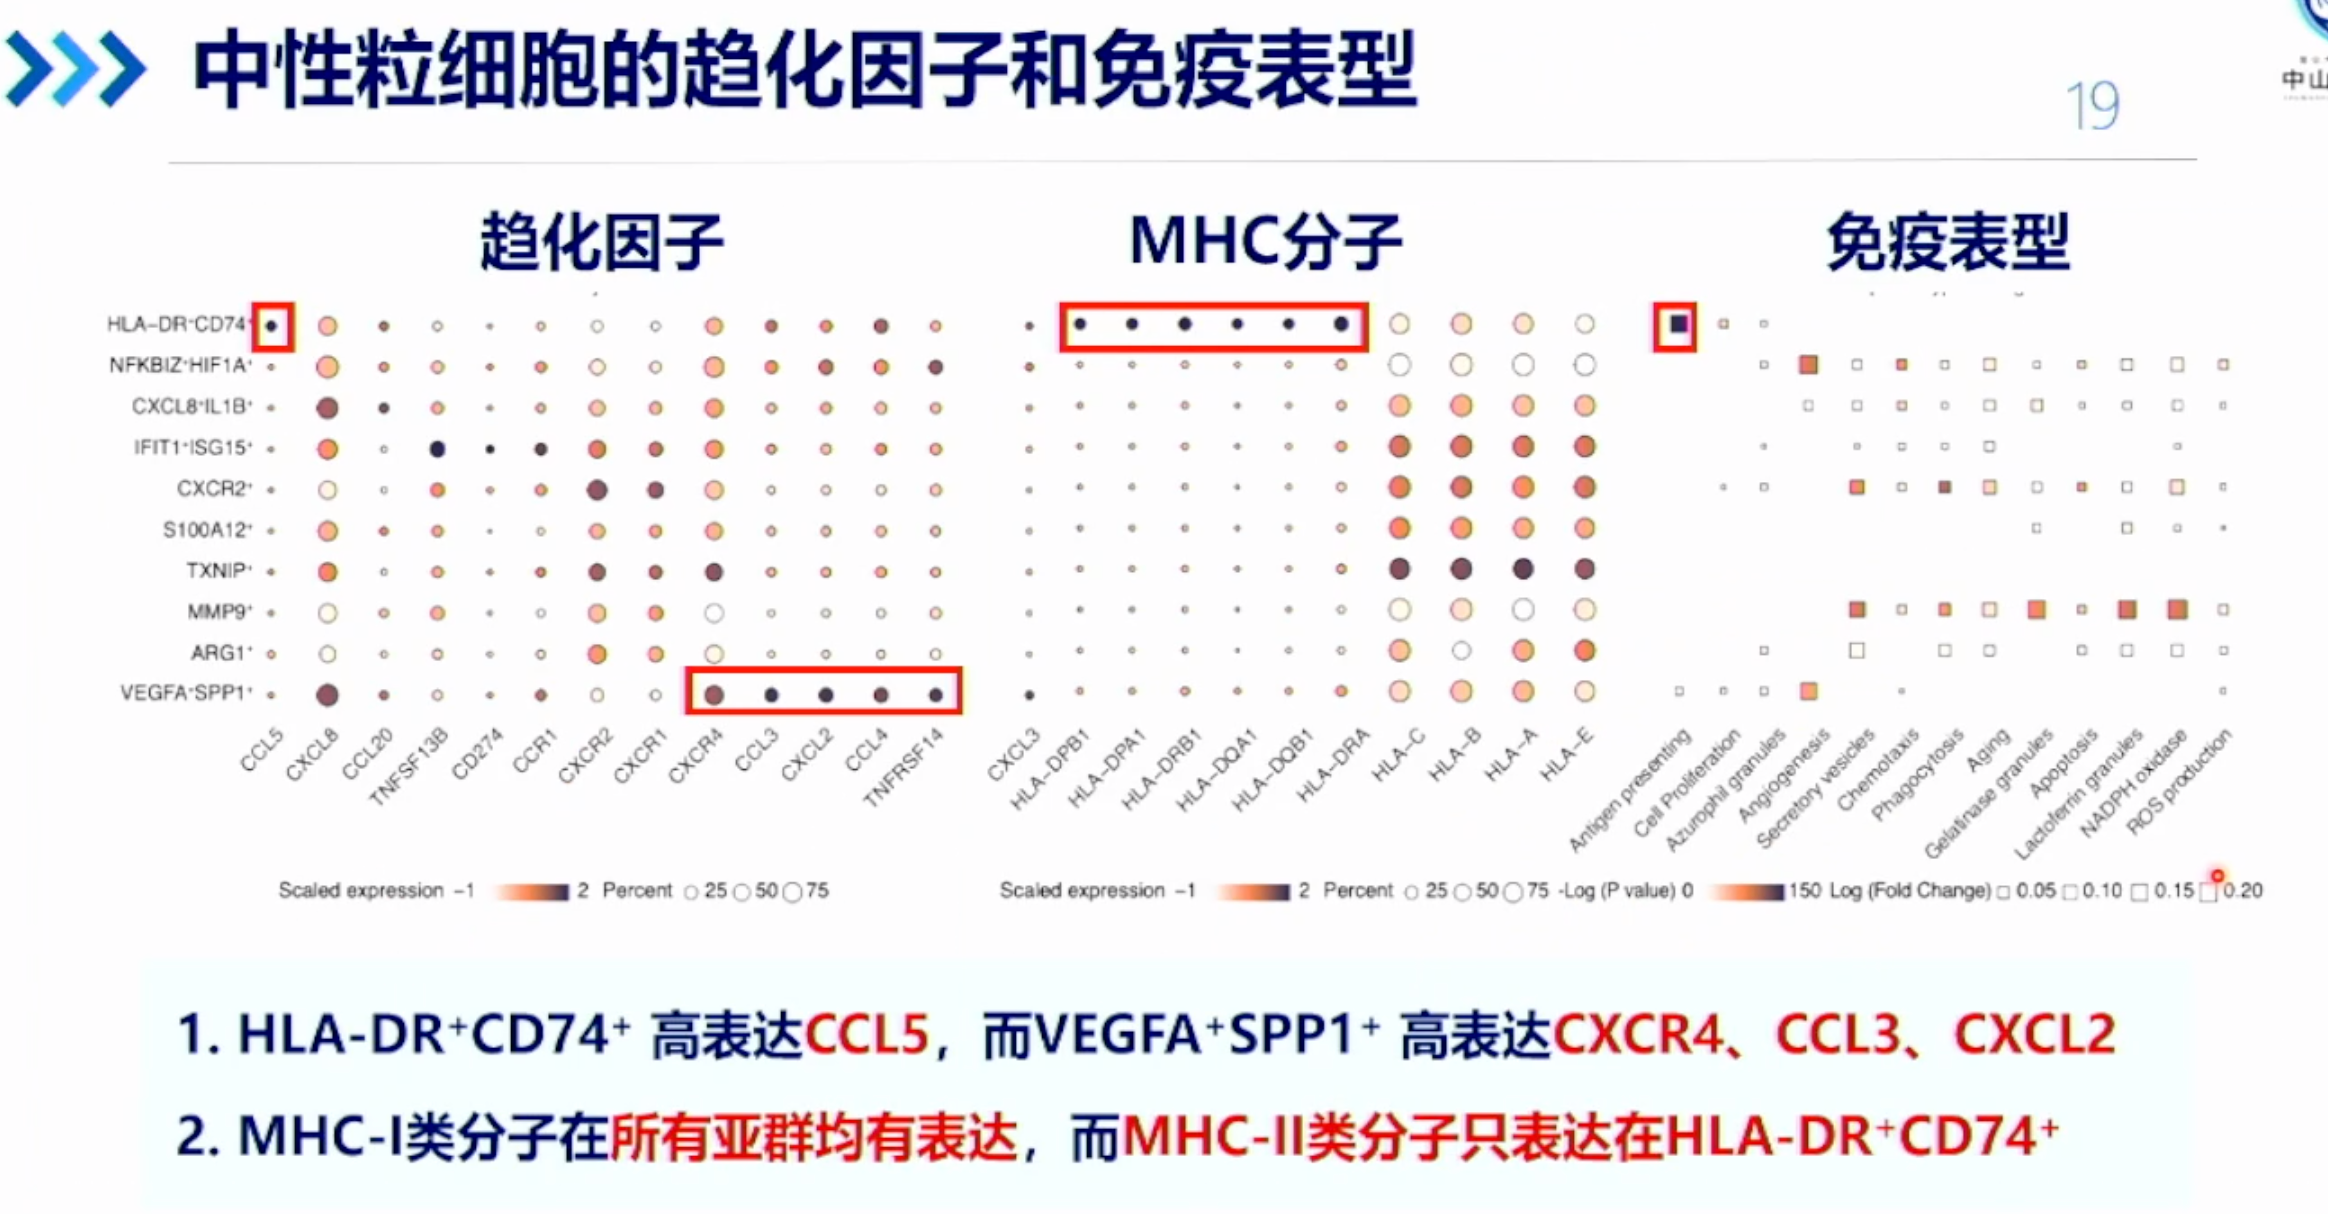 中性粒细胞的趋化因子和免疫表型
19
中山
趋化因子
MHC分子
免疫表型
HLA-DR⁺CD74⁺
NFKBIZ⁺HIF1A⁺
CXCL8⁺IL1B⁺
IFIT1⁺ISG15⁺
CXCR2⁺
S100A12⁺
TXNIP⁺
MMP9⁺
ARG1⁺
VEGFA⁺SPP1⁺
CCL5
CXCL8
CCL20
TNFSF13B
CD274
CCR1
CXCR2
CXCR1
CXCR4
CCL3
CXCL2
CCL4
TNFRSF14
CXCL3
HLA-DPB1
HLA-DPA1
HLA-DRB1
HLA-DQA1
HLA-DQB1
HLA-DRA
HLA-C
HLA-B
HLA-A
HLA-E
Antigen presenting
Cell Proliferation
Azurophil granules
Angiogenesis
Secretory vesicles
Chemotaxis
Phagocytosis
Aging
Gelatinase granules
Apoptosis
Lactoferrin granules
NADPH oxidase
ROS production
Scaled expression -1 2 Percent 25 50 75
Scaled expression -1 2 Percent 25 50 75 -Log (P value) 0 150 Log (Fold Change) 0.05 0.10 0.15 0.20
1. HLA-DR⁺CD74⁺ 高表达CCL5，而VEGFA⁺SPP1⁺ 高表达CXCR4、CCL3、CXCL2
2. MHC-I类分子在所有亚群均有表达，而MHC-II类分子只表达在HLA-DR⁺CD74⁺